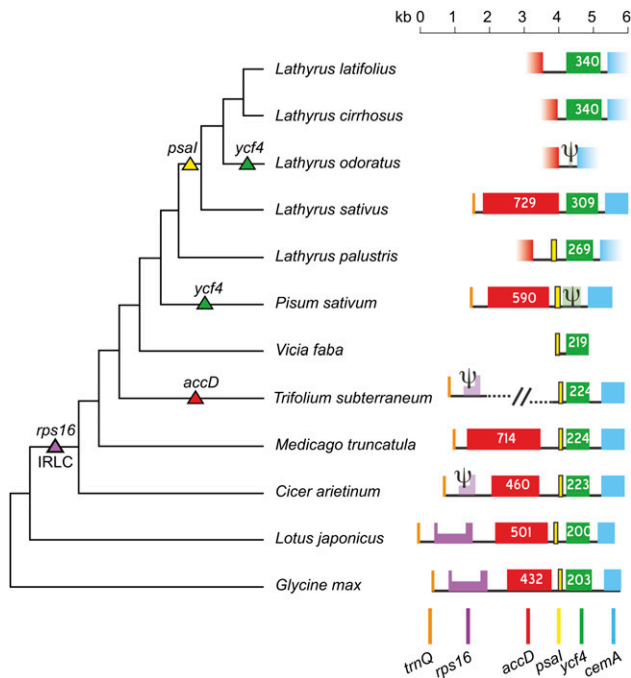 kb 0 1 2 3 4 5 6
Lathyrus latifolius 340
Lathyrus cirrhosus 340
psaI ycf4 Lathyrus odoratus ψ
Lathyrus sativus 729 309
Lathyrus palustris 269
ycf4 Pisum sativum 590 ψ
Vicia faba 219
accD Trifolium subterraneum ψ // 224
rps16 Medicago truncatula 714 224
IRLC
Cicer arietinum ψ 460 223
Lotus japonicus 501 200
Glycine max 432 203
trnQ rps16 accD psaI ycf4 cemA